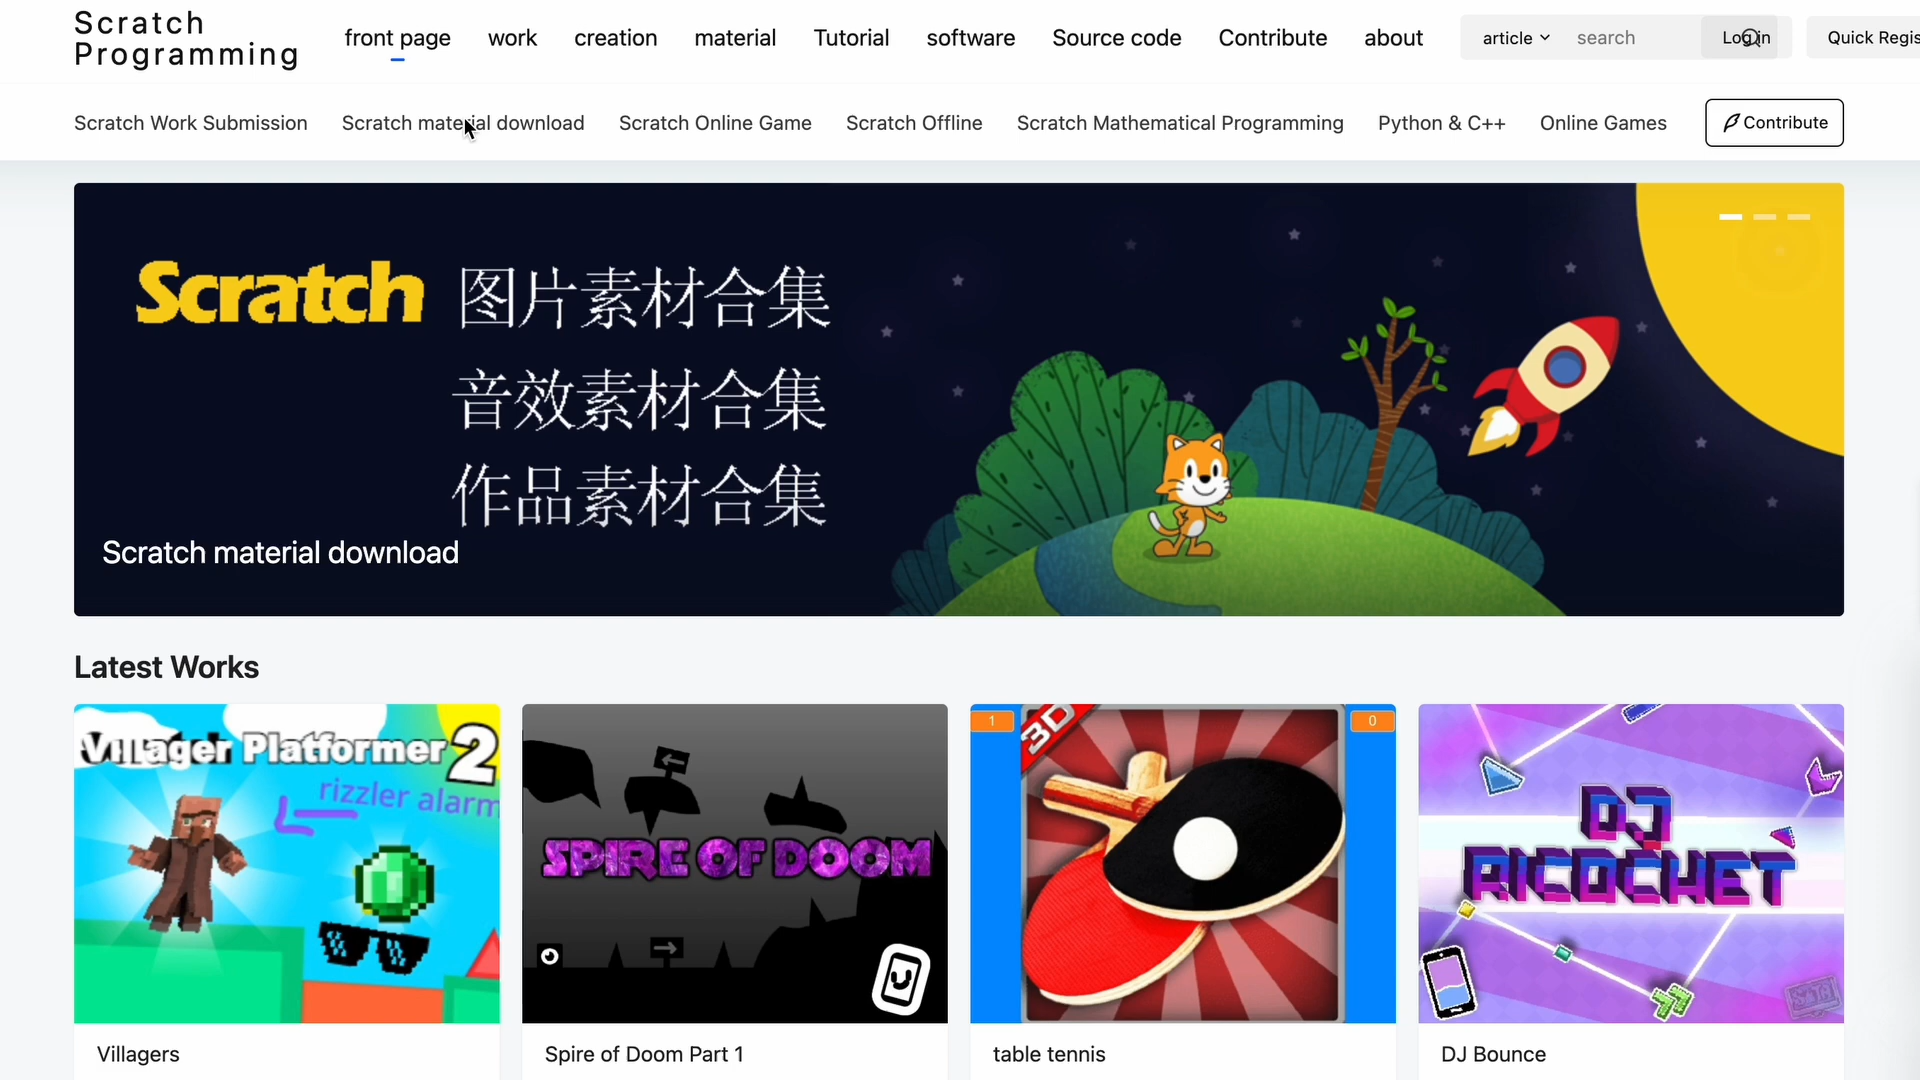 Scratch
Programming
front page
work
creation
material
Tutorial
software
Source code
Contribute
about
article
search
Log in
Quick Regis
Scratch Work Submission
Scratch material download
Scratch Online Game
Scratch Offline
Scratch Mathematical Programming
Python & C++
Online Games
Contribute
Scratch 图片素材合集
音效素材合集
作品素材合集
Scratch material download
Latest Works
Villager Platformer 2
rizzler alarm
SPIRE OF DOOM
1
3D
0
DJ
RICOCHET
Villagers
Spire of Doom Part 1
table tennis
DJ Bounce